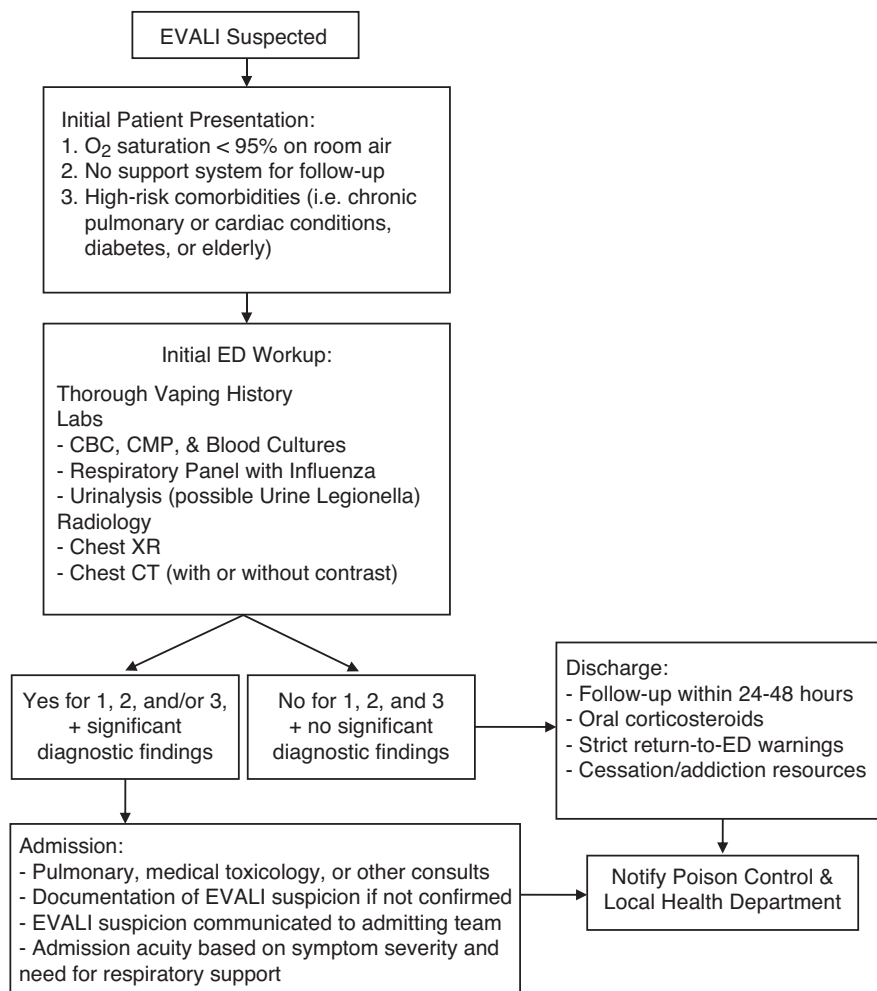 EVALI Suspected
Initial Patient Presentation:
1. O2 saturation < 95% on room air
2. No support system for follow-up
3. High-risk comorbidities (i.e. chronic
pulmonary or cardiac conditions,
diabetes, or elderly)
Initial ED Workup:
Thorough Vaping History
Labs
- CBC, CMP, & Blood Cultures
- Respiratory Panel with Influenza
- Urinalysis (possible Urine Legionella)
Radiology
- Chest XR
- Chest CT (with or without contrast)
Yes for 1, 2, and/or 3,
+ significant
diagnostic findings
No for 1, 2, and 3
+ no significant
diagnostic findings
Discharge:
- Follow-up within 24-48 hours
- Oral corticosteroids
- Strict return-to-ED warnings
- Cessation/addiction resources
Admission:
- Pulmonary, medical toxicology, or other consults
- Documentation of EVALI suspicion if not confirmed
- EVALI suspicion communicated to admitting team
- Admission acuity based on symptom severity and
need for respiratory support
Notify Poison Control &
Local Health Department